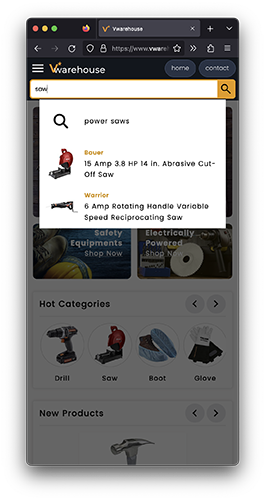 Vwarehouse
https://www.vware
Vwarehouse
home
contact
saw
power saws
Bauer
15 Amp 3.8 HP 14 in. Abrasive Cut-
Off Saw
Warrior
6 Amp Rotating Handle Variable
Speed Reciprocating Saw
Safety
Equipments
Shop Now
Electrically
Powered
Shop Now
Hot Categories
Drill
Saw
Boot
Glove
New Products